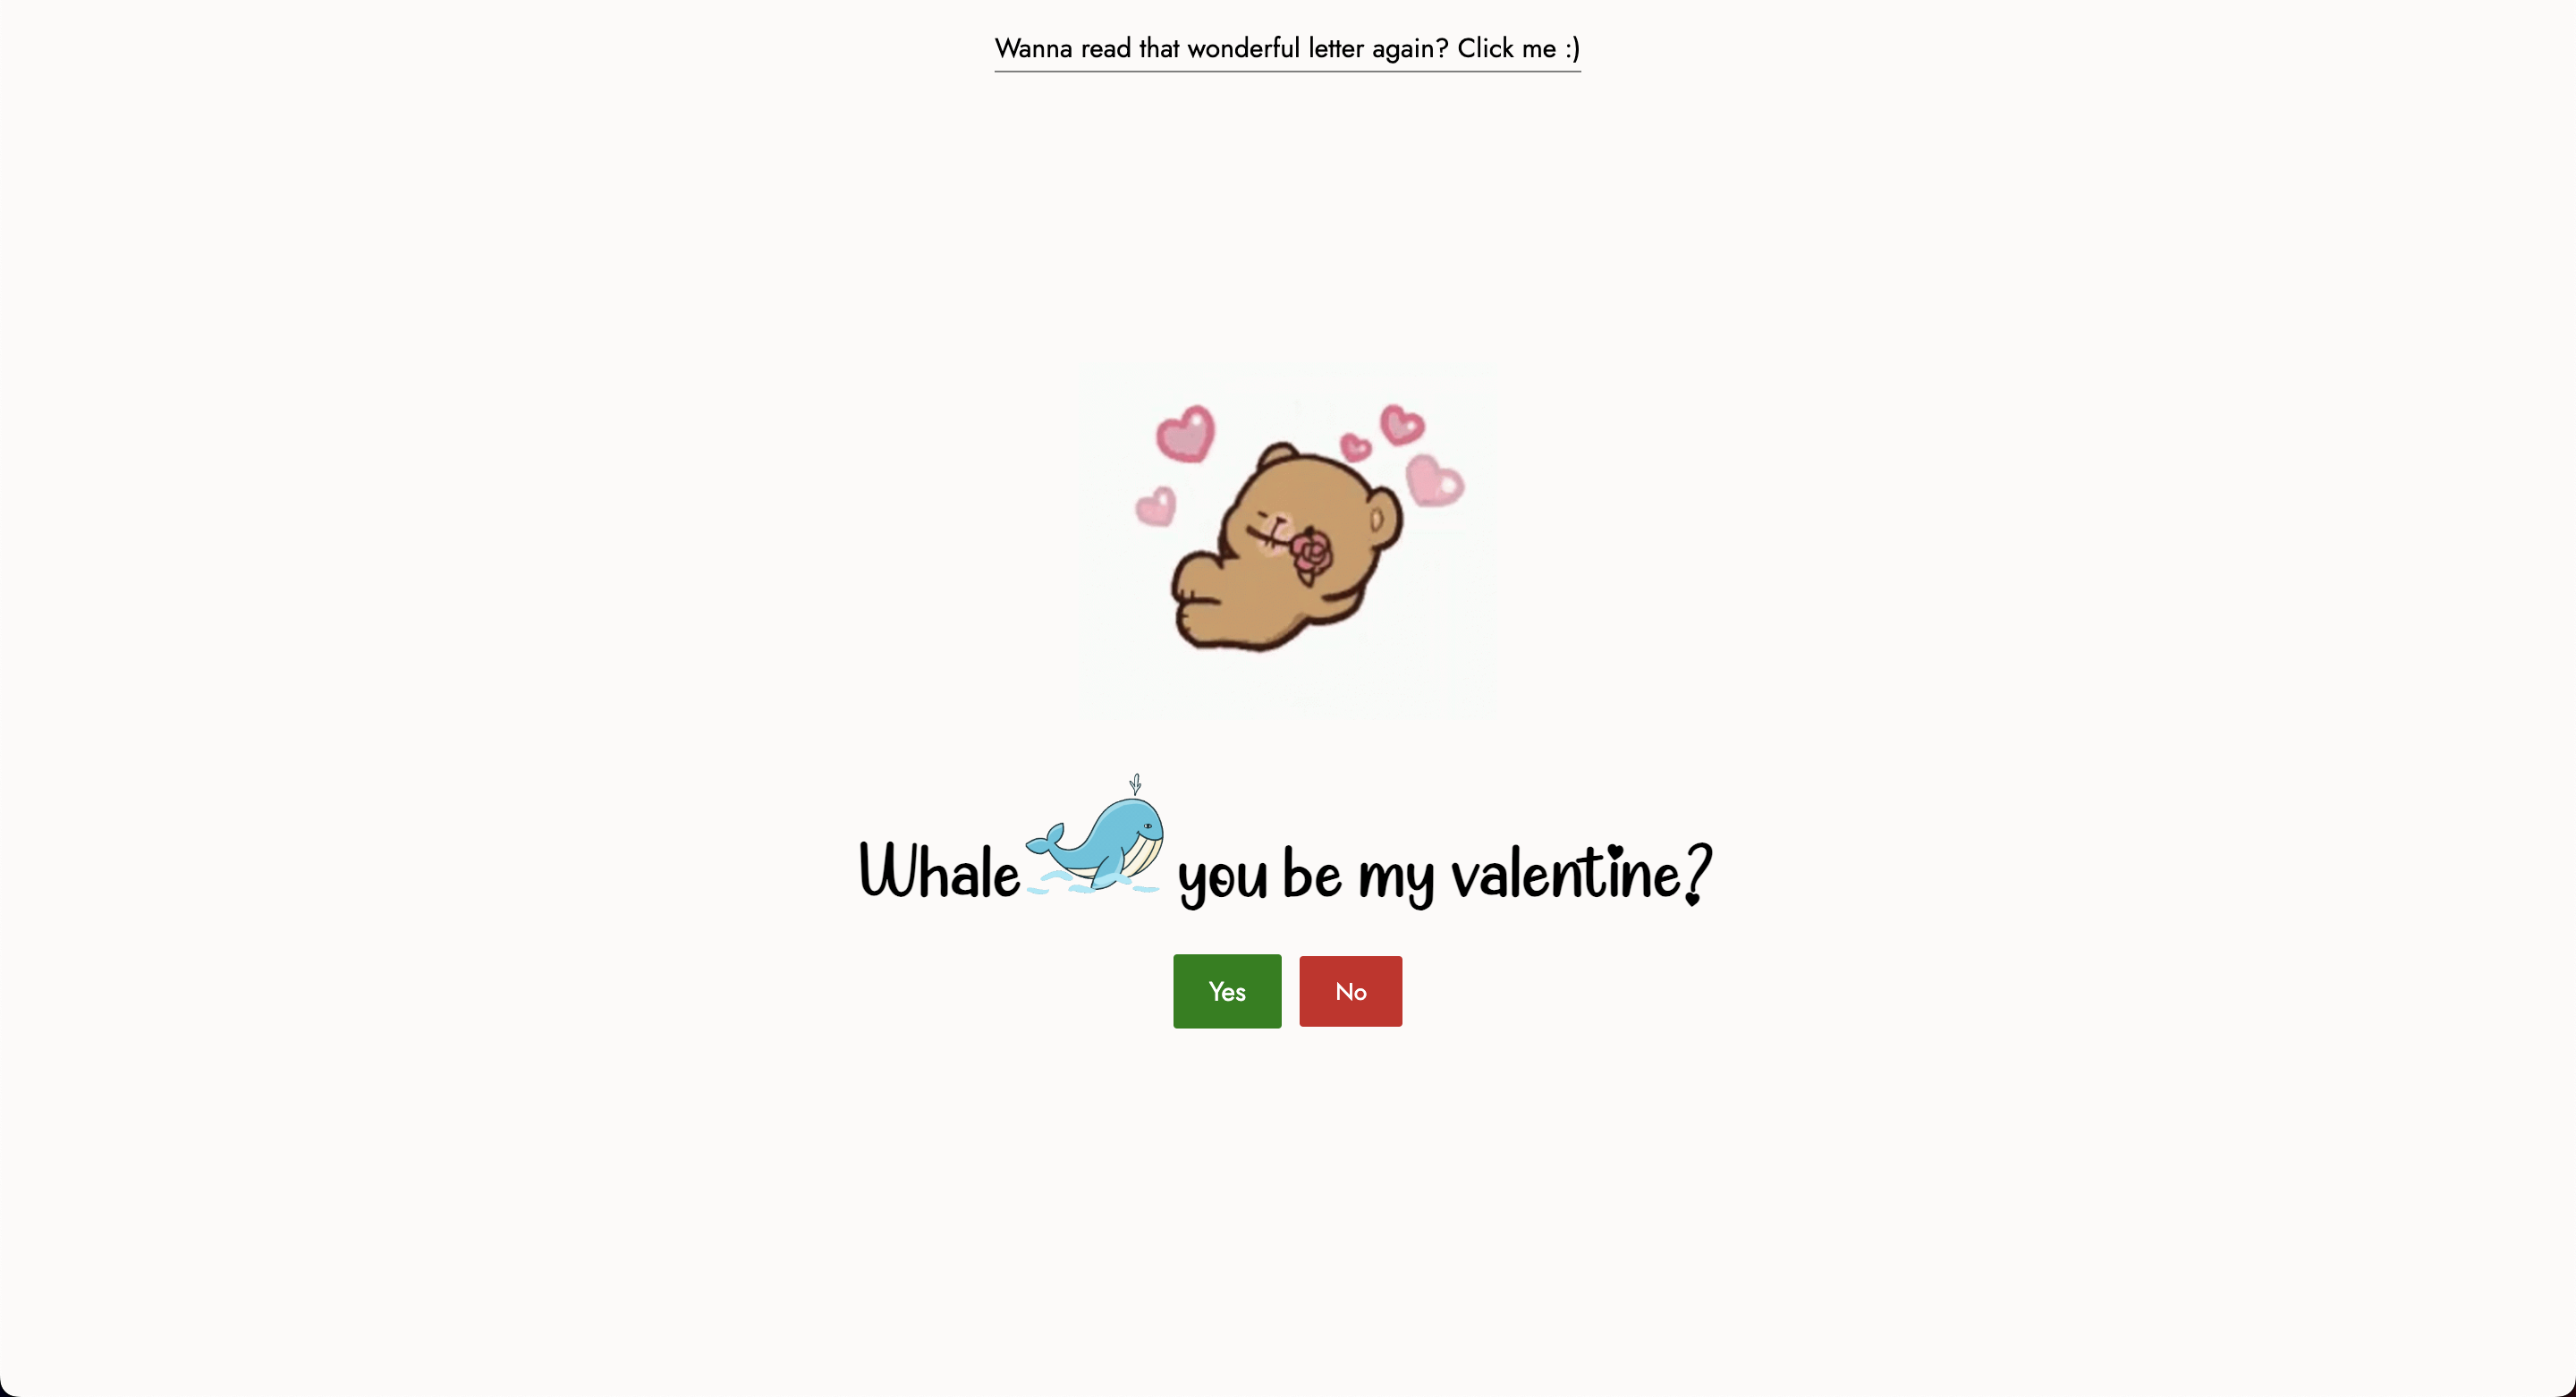 Wanna read that wonderful letter again? Click me :)
Whale you be my valentine?
Yes No